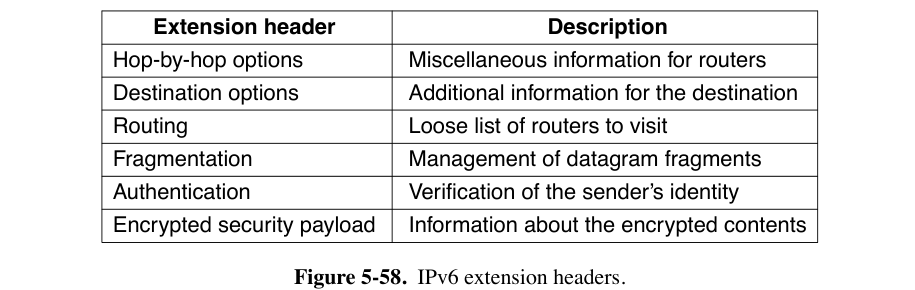 Extension header Description
Hop-by-hop options Miscellaneous information for routers
Destination options Additional information for the destination
Routing Loose list of routers to visit
Fragmentation Management of datagram fragments
Authentication Verification of the sender’s identity
Encrypted security payload Information about the encrypted contents
Figure 5-58. IPv6 extension headers.